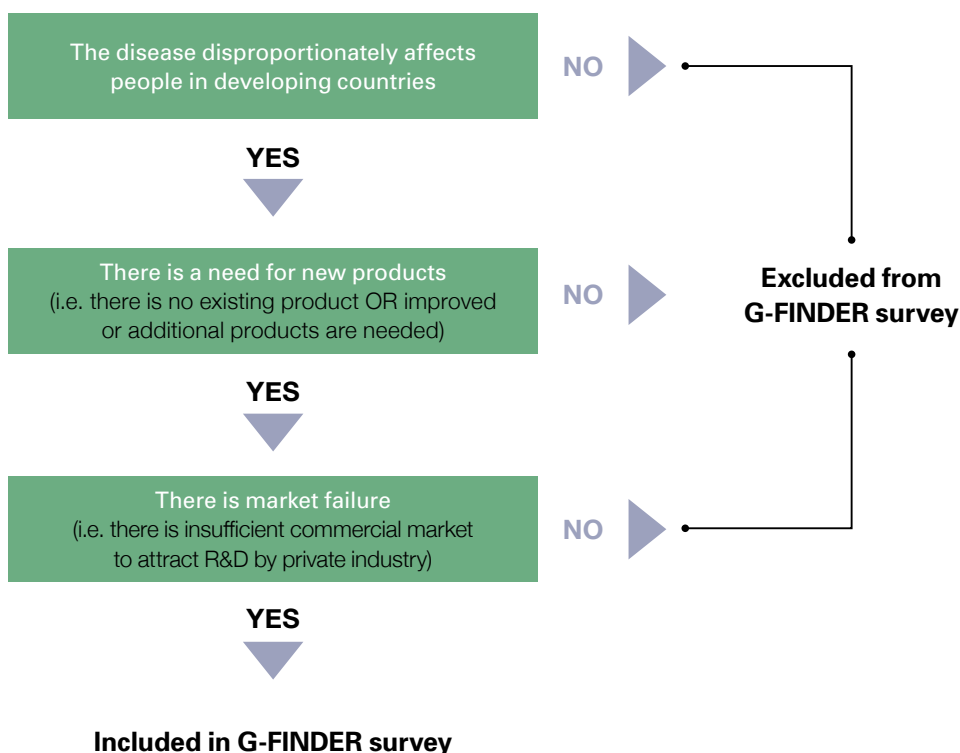 The disease disproportionately affects
people in developing countries
NO
YES
There is a need for new products
(i.e. there is no existing product OR improved
or additional products are needed)
NO
Excluded from
G-FINDER survey
YES
There is market failure
(i.e. there is insufficient commercial market
to attract R&D by private industry)
NO
YES
Included in G-FINDER survey